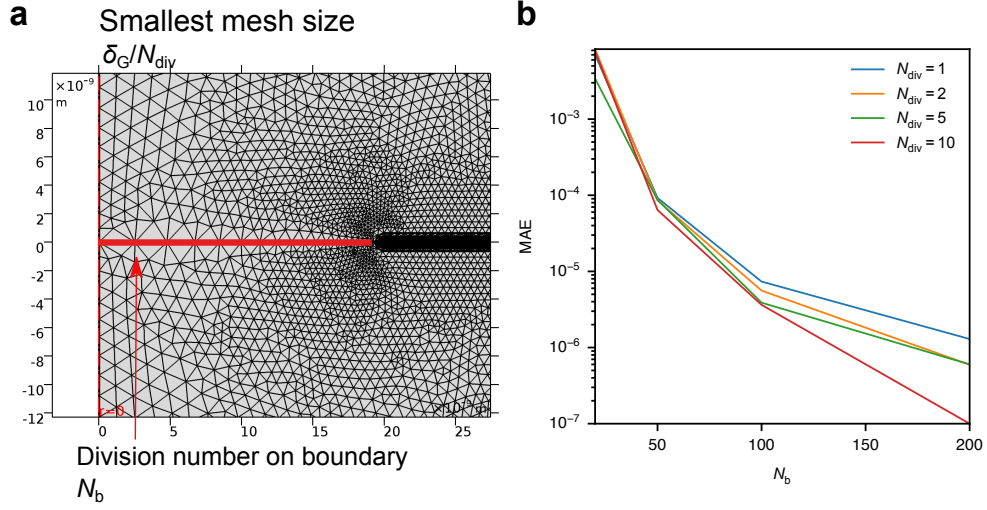 a
Smallest mesh size
δG/Ndiv
×10⁻⁹
m
10
8
6
4
2
0
-2
-4
-6
-8
-10
-12
r=0
0
5
10
15
20
25
Division number on boundary
Nb
b
MAE
10⁻³
10⁻⁴
10⁻⁵
10⁻⁶
10⁻⁷
50
100
150
200
Nb
Ndiv = 1
Ndiv = 2
Ndiv = 5
Ndiv = 10